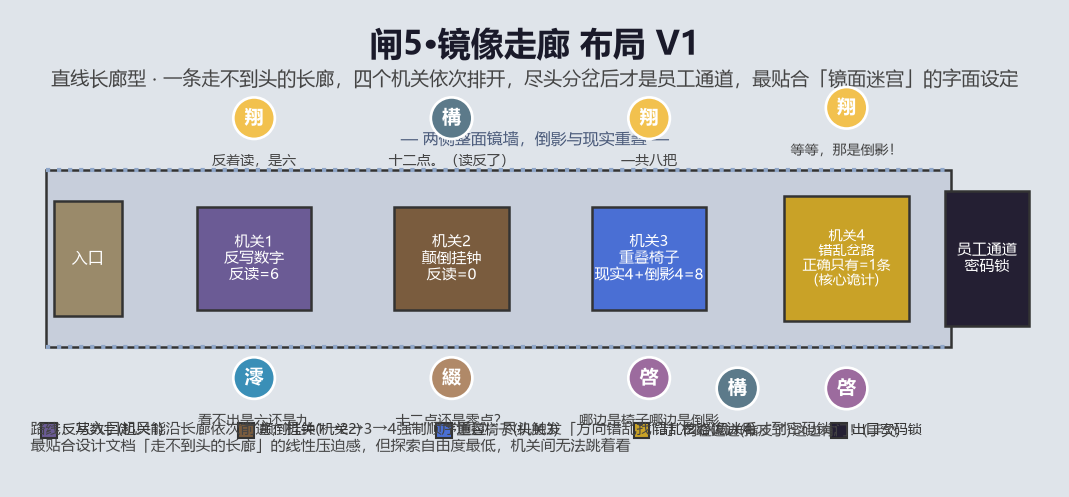 闸5·镜像走廊 布局 V1
直线长廊型 · 一条走不到头的长廊，四个机关依次排开，尽头分岔后才是员工通道，最贴合「镜面迷宫」的字面设定
翔
構
翔
翔
— 两侧整面镜墙，倒影与现实重叠 —
反着读，是六
十二点。（读反了）
一共八把
等等，那是倒影！
入口
机关1
反写数字
反读=6
机关2
颠倒挂钟
反读=0
机关3
重叠椅子
现实4+倒影4=8
机关4
错乱岔路
正确只有=1条
(核心诡计)
员工通道
密码锁
澪
綴
啓
構
啓
看不出是六还是九
十二点还是零点？
哪边是椅子哪边是倒影
出口密码锁
最贴合设计文档「走不到头的长廊」的线性压迫感，但探索自由度最低，机关间无法跳着看